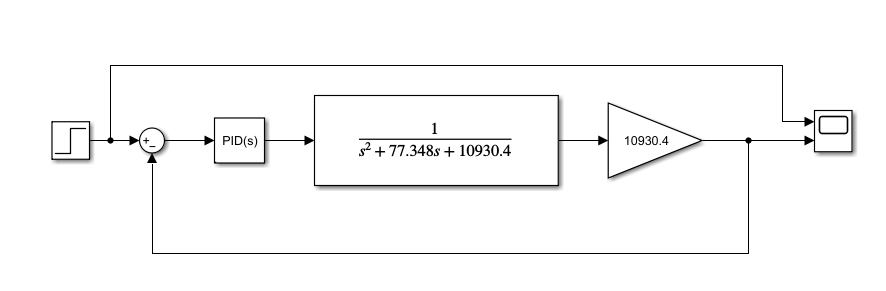 +
−
PID(s)
1
s² + 77.348s + 10930.4
10930.4